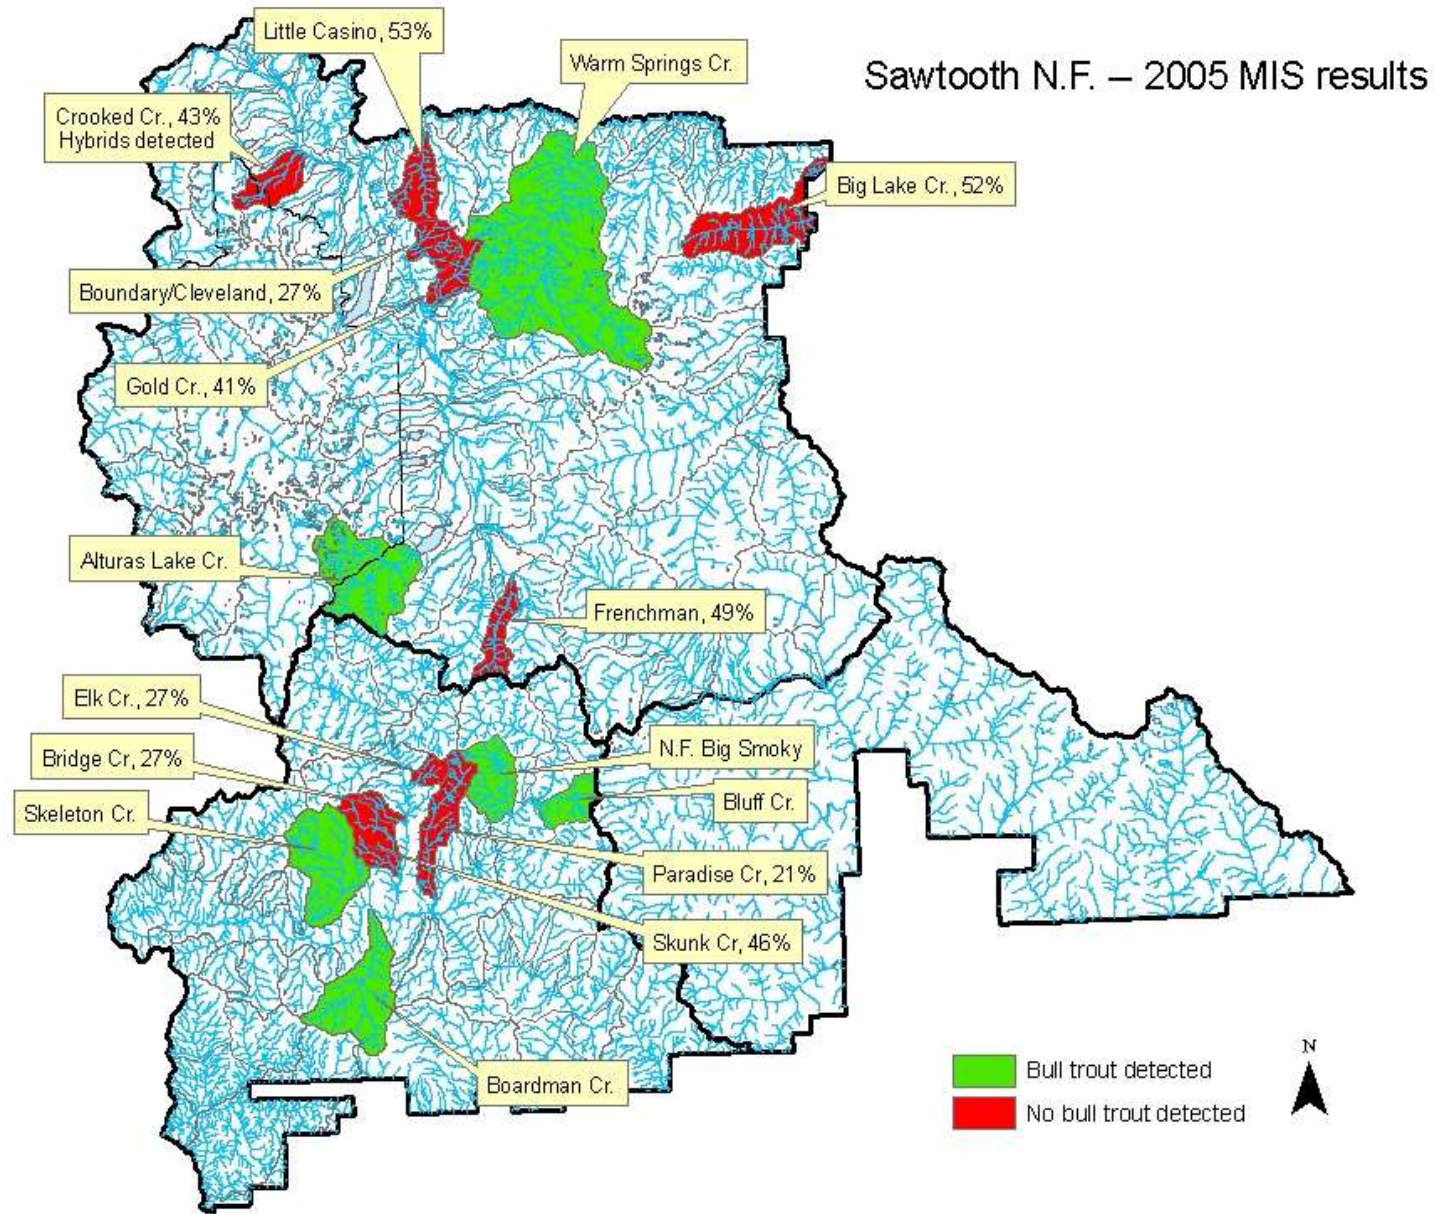 Little Casino, 53%
Warm Springs Cr.
Sawtooth N.F. – 2005 MIS results
Crooked Cr., 43%
Hybrids detected
Big Lake Cr., 52%
Boundary/Cleveland, 27%
Gold Cr., 41%
Alturas Lake Cr.
Frenchman, 49%
Elk Cr., 27%
N.F. Big Smoky
Bridge Cr, 27%
Bluff Cr.
Skeleton Cr.
Paradise Cr, 21%
Skunk Cr, 46%
Boardman Cr.
N
Bull trout detected
No bull trout detected